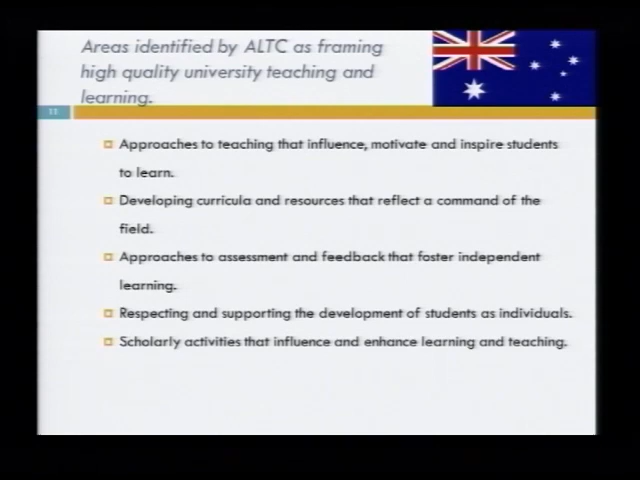 Areas identified by ALTC as framing
high quality university teaching and
learning.
11
Approaches to teaching that influence, motivate and inspire students
to learn.
Developing curricula and resources that reflect a command of the
field.
Approaches to assessment and feedback that foster independent
learning.
Respecting and supporting the development of students as individuals.
Scholarly activities that influence and enhance learning and teaching.